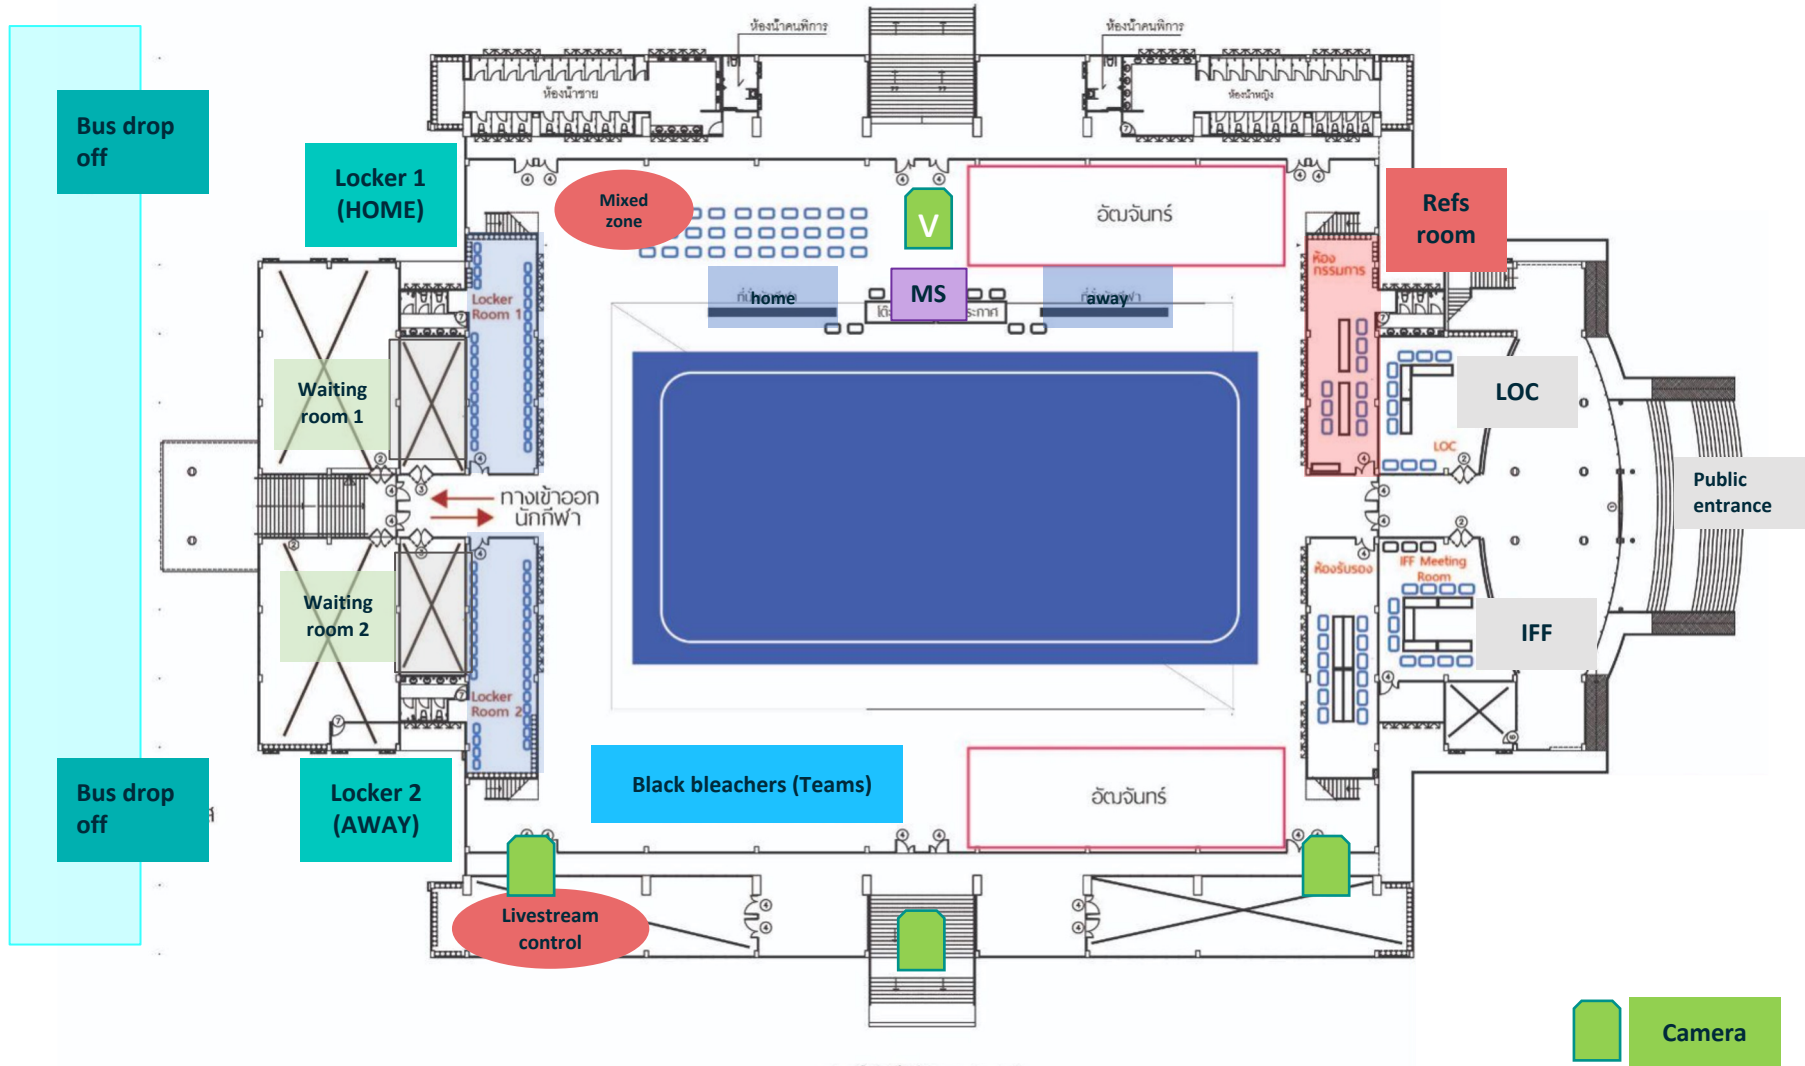 ห้องน้ำคนพิการ
ห้องน้ำคนพิการ
ห้องน้ำชาย
ห้องน้ำหญิง
Bus drop
off
Locker 1
(HOME)
Mixed
zone
V
อัฒจันทร์
Refs
room
ห้อง
กรรมการ
Locker
Room 1
home
MS
away
Waiting
room 1
LOC
LOC
ทางเข้าออก
นักกีฬา
Public
entrance
ห้องรับรอง
IFF Meeting
Room
Waiting
room 2
IFF
Locker
Room 2
Bus drop
off
Locker 2
(AWAY)
Black bleachers (Teams)
อัฒจันทร์
Livestream
control
Camera